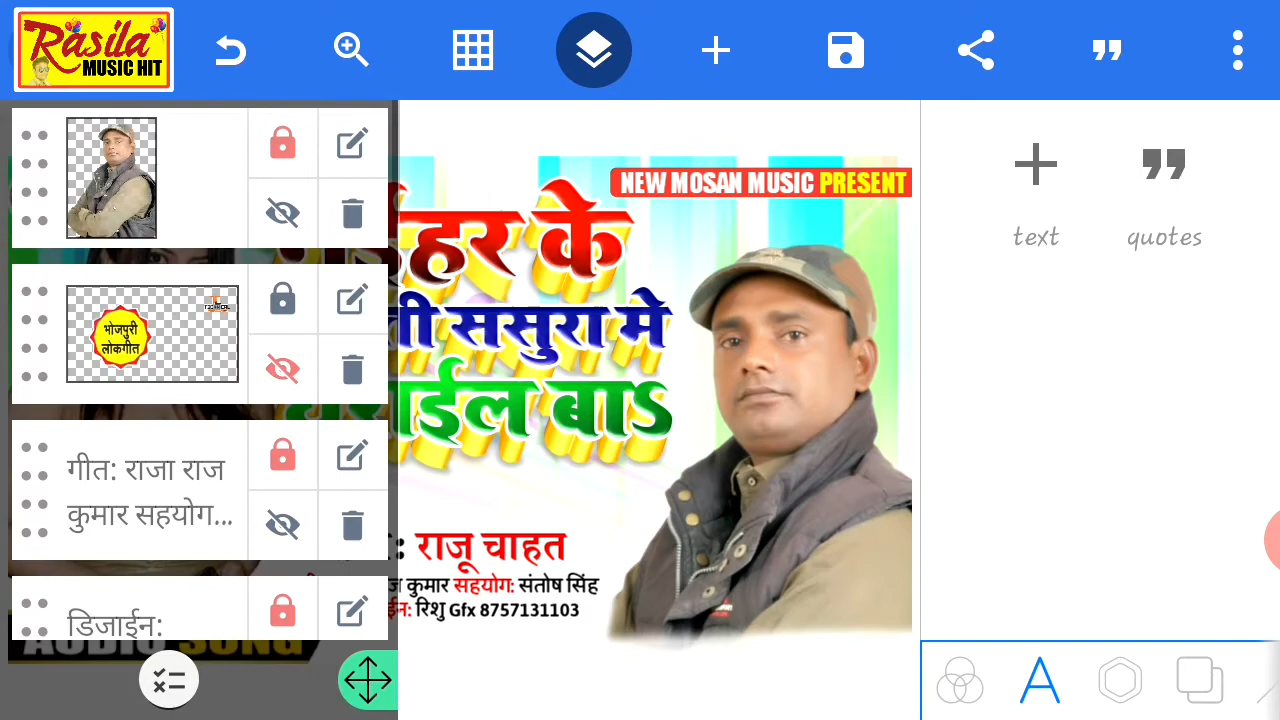 Rasila
MUSIC HIT
NEW MOSAN MUSIC PRESENT
हर के
ससुरा मे
ईल बाऽ
भोजपुरी
लोकगीत
गीत: राजा राज
कुमार सहयोग...
डिजाईन:
: राजू चाहत
कुमार सहयोग: संतोष सिंह
रिशु Gfx 8757131103
AUDIO SONG
text
quotes